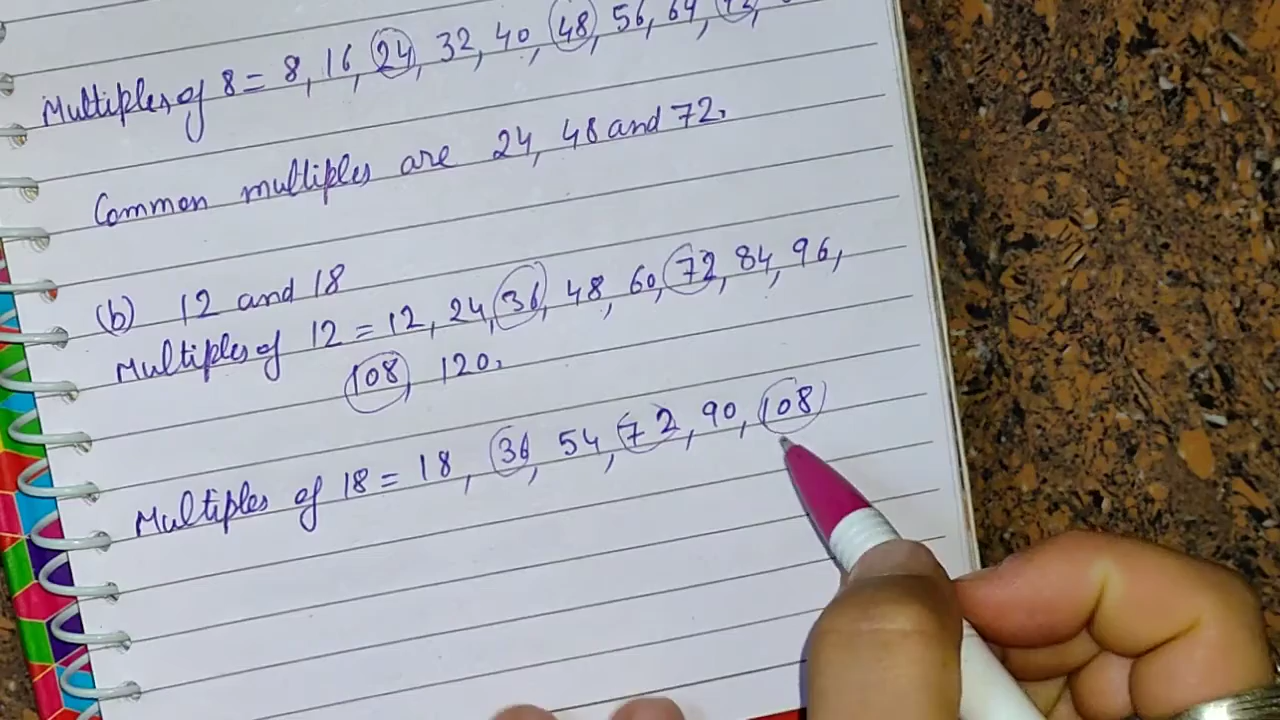 Multiples of 8 = 8, 16, 24, 32, 40, 48, 56, 64, 72,
Common multiples are 24, 48 and 72.
(b) 12 and 18
Multiples of 12 = 12, 24, 36, 48, 60, 72, 84, 96,
108, 120.
Multiples of 18 = 18, 36, 54, 72, 90, 108